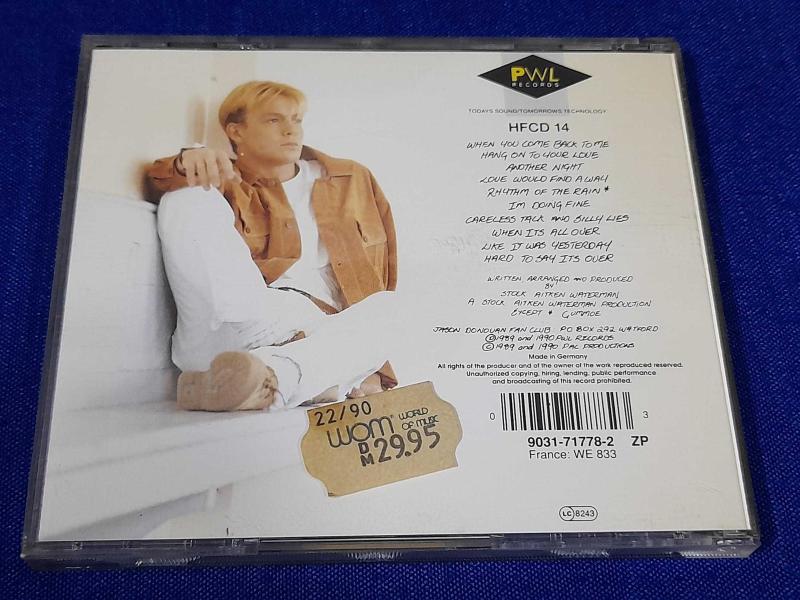 PWL
RECORDS
TODAYS SOUND/TOMORROWS TECHNOLOGY
HFCD 14
WHEN YOU COME BACK TO ME
HANG ON TO YOUR LOVE
ANOTHER NIGHT
LOVE WOULD FIND A WAY
RHYTHM OF THE RAIN *
IM DOING FINE
CARELESS TALK AND SILLY LIES
WHEN ITS ALL OVER
LIKE IT WAS YESTERDAY
HARD TO SAY ITS OVER
WRITTEN, ARRANGED AND PRODUCED
BY
STOCK AITKEN WATERMAN
A STOCK AITKEN WATERMAN PRODUCTION
EXCEPT * GUMMOE
JASON DONOVAN FAN CLUB PO BOX 292 WATFORD
Ⓟ1989 and 1990 PWL RECORDS
©1989 and 1990 PAL PRODUCTIONS
Made in Germany
All rights of the producer and of the owner of the work reproduced reserved.
Unauthorized copying, hiring, lending, public performance
and broadcasting of this record prohibited.
0 3
9031-71778-2 ZP
France: WE 833
LC 8243
22/90
WOM® WORLD OF MUSIC
DM 29.95